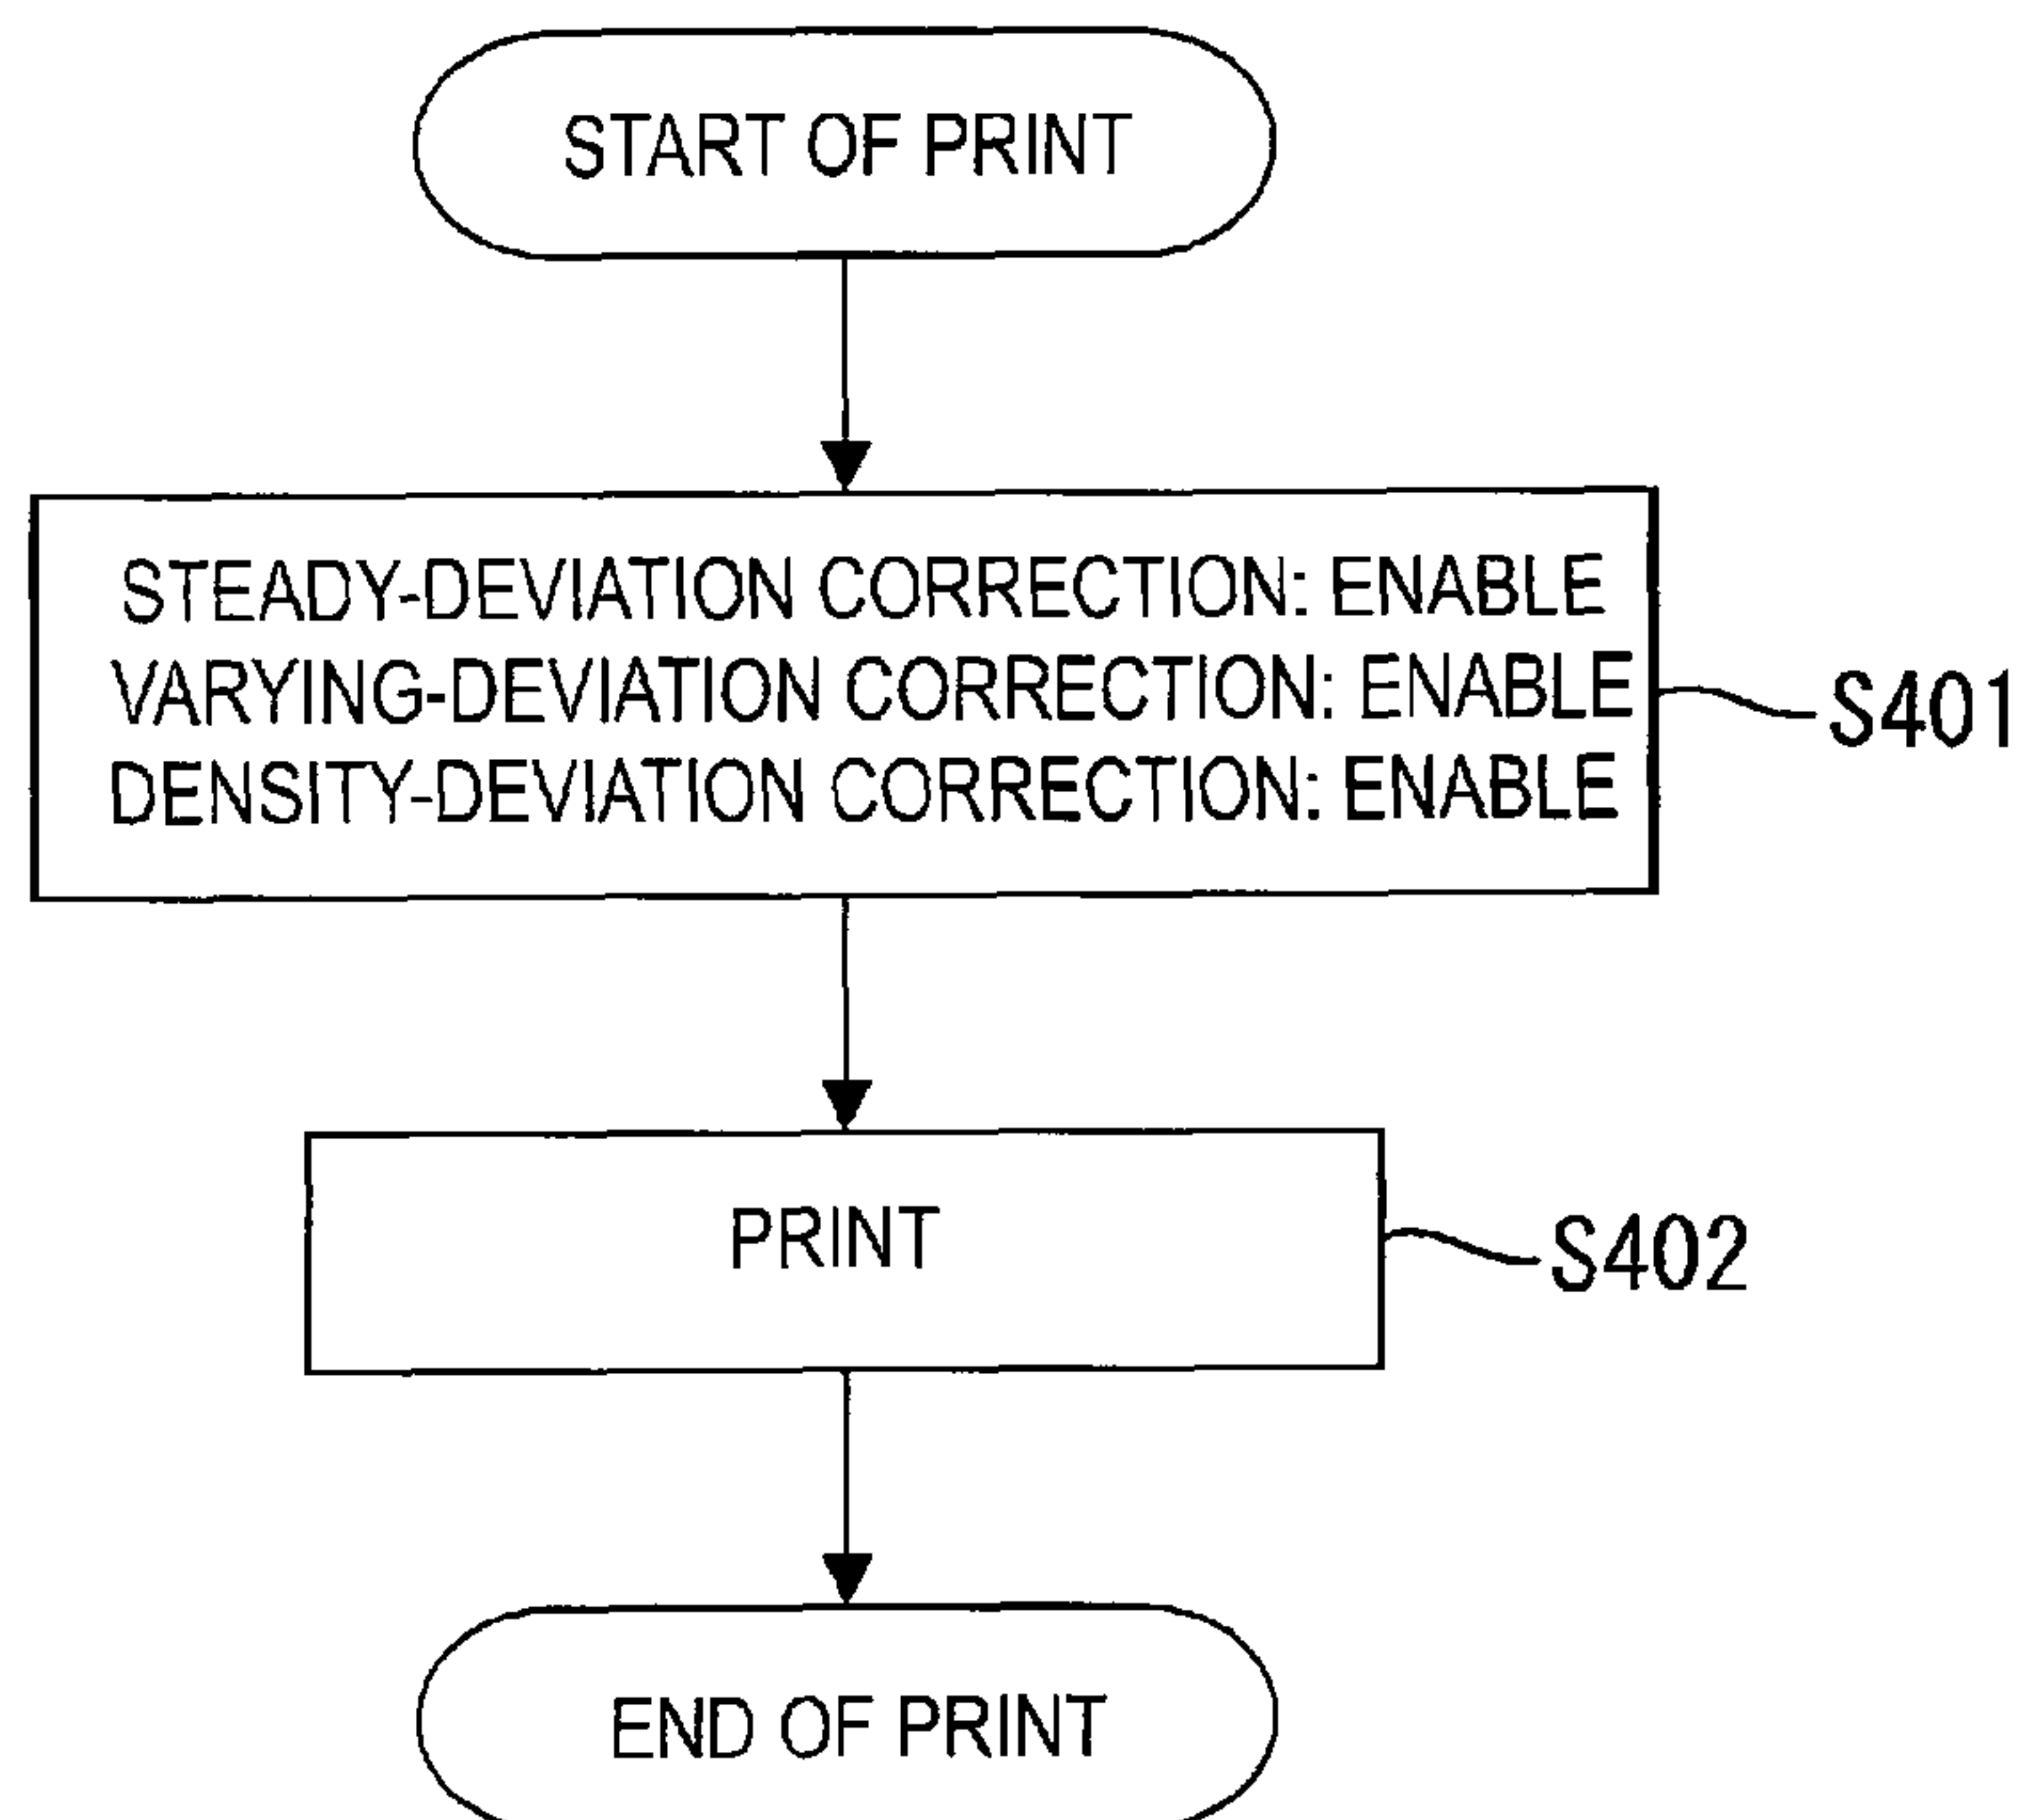 START OF PRINT
STEADY-DEVIATION CORRECTION: ENABLE
VARYING-DEVIATION CORRECTION: ENABLE
DENSITY-DEVIATION CORRECTION: ENABLE
S401
PRINT
S402
END OF PRINT